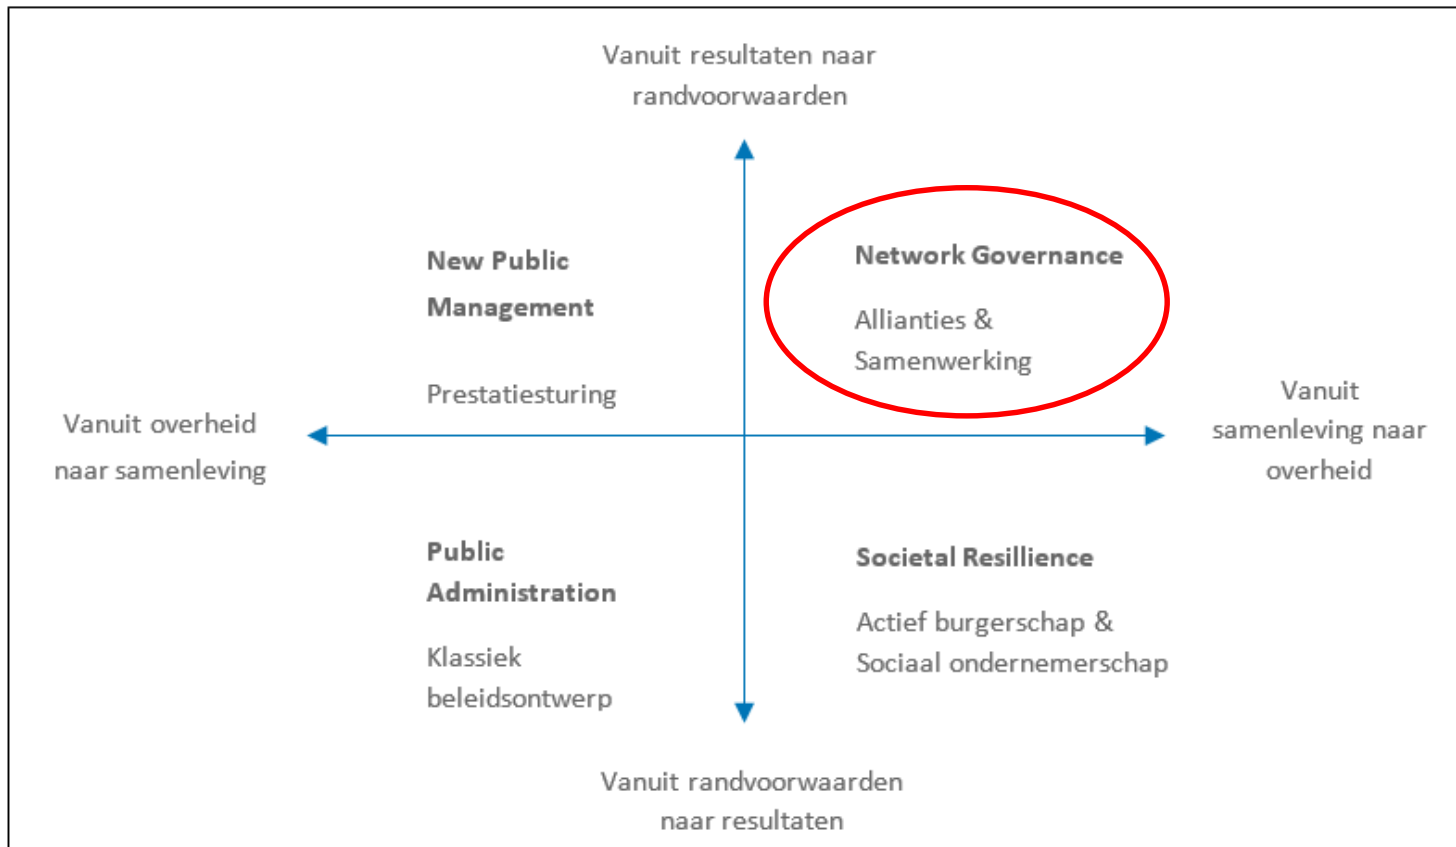 Vanuit resultaten naar
randvoorwaarden
New Public
Management
Prestatiesturing
Network Governance
Allianties &
Samenwerking
Vanuit overheid
naar samenleving
Vanuit
samenleving naar
overheid
Public
Administration
Klassiek
beleidsontwerp
Societal Resillience
Actief burgerschap &
Sociaal ondernemerschap
Vanuit randvoorwaarden
naar resultaten